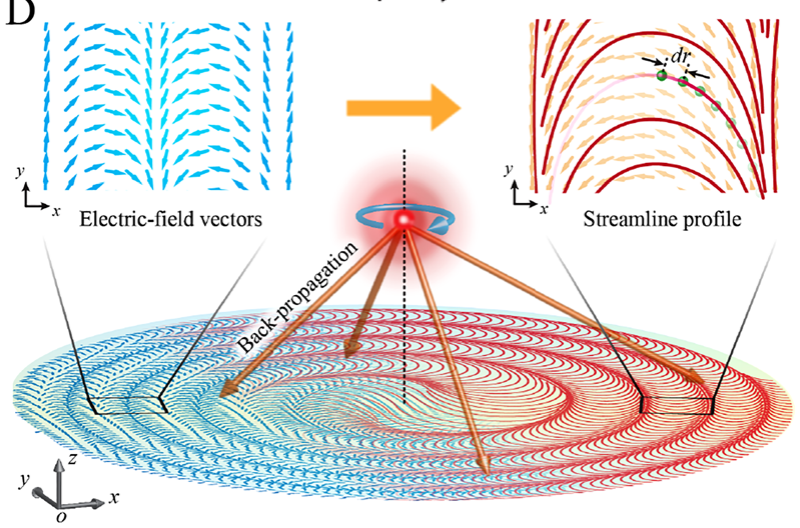 D
dr
y
x
y
x
Electric-field vectors
Streamline profile
Back-propagation
z
y
x
o